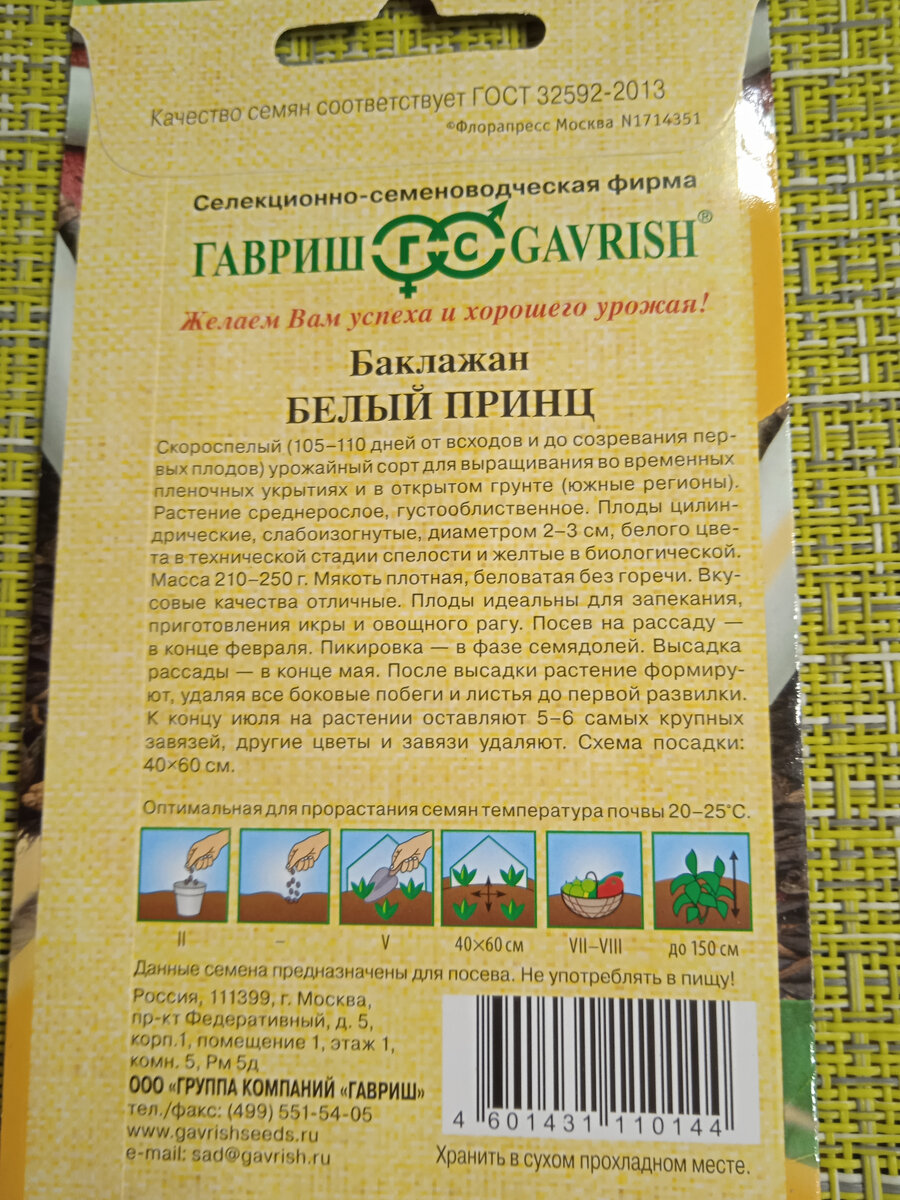 Качество семян соответствует ГОСТ 32592-2013
©Флорапресс Москва N1714351
Селекционно-семеноводческая фирма
ГАВРИШ Г-С GAVRISH®
Желаем Вам успеха и хорошего урожая!
Баклажан
БЕЛЫЙ ПРИНЦ
Скороспелый (105–110 дней от всходов и до созревания пер-
вых плодов) урожайный сорт для выращивания во временных
пленочных укрытиях и в открытом грунте (южные регионы).
Растение среднерослое, густооблиственное. Плоды цилин-
дрические, слабоизогнутые, диаметром 2–3 см, белого цве-
та в технической стадии спелости и желтые в биологической.
Масса 210–250 г. Мякоть плотная, беловатая без горечи. Вку-
совые качества отличные. Плоды идеальны для запекания,
приготовления икры и овощного рагу. Посев на рассаду —
в конце февраля. Пикировка — в фазе семядолей. Высадка
рассады — в конце мая. После высадки растение формиру-
ют, удаляя все боковые побеги и листья до первой развилки.
К концу июля на растении оставляют 5–6 самых крупных
завязей, другие цветы и завязи удаляют. Схема посадки:
40×60 см.
Оптимальная для прорастания семян температура почвы 20–25°С.
II – V 40×60 см VII–VIII до 150 см
Данные семена предназначены для посева. Не употреблять в пищу!
Россия, 111399, г. Москва,
пр-кт Федеративный, д. 5,
корп.1, помещение 1, этаж 1,
комн. 5, Рм 5д
ООО «ГРУППА КОМПАНИЙ «ГАВРИШ»
тел./факс: (499) 551-54-05
www.gavrishseeds.ru
e-mail: sad@gavrish.ru
4 601431 110144
Хранить в сухом прохладном месте.